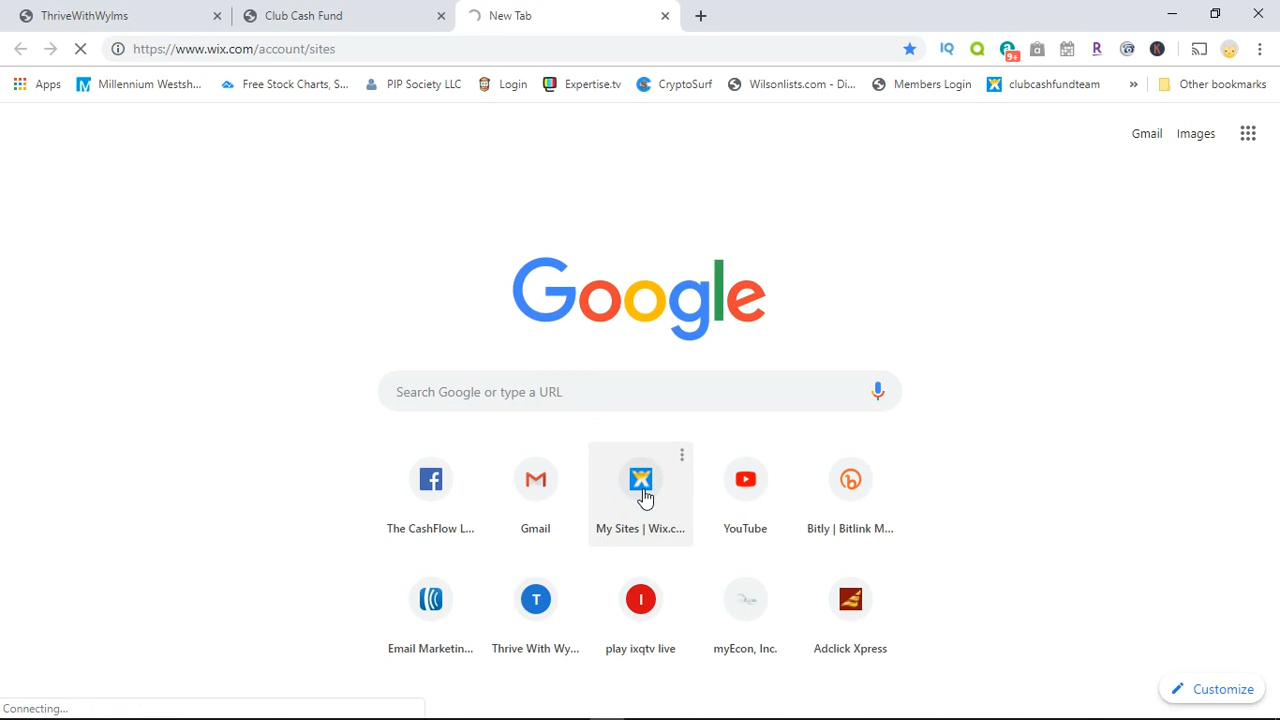 ThriveWithWylms
Club Cash Fund
New Tab
https://www.wix.com/account/sites
IQ
9+
R
K
Apps
Millennium Westsh...
Free Stock Charts, S...
PIP Society LLC
Login
Expertise.tv
CryptoSurf
Wilsonlists.com - Di...
Members Login
clubcashfundteam
»
Other bookmarks
Gmail
Images
Google
Search Google or type a URL
The CashFlow L...
Gmail
My Sites | Wix.c...
YouTube
Bitly | Bitlink M...
T
I
Email Marketin...
Thrive With Wy...
play ixqtv live
myEcon, Inc.
Adclick Xpress
Customize
Connecting...